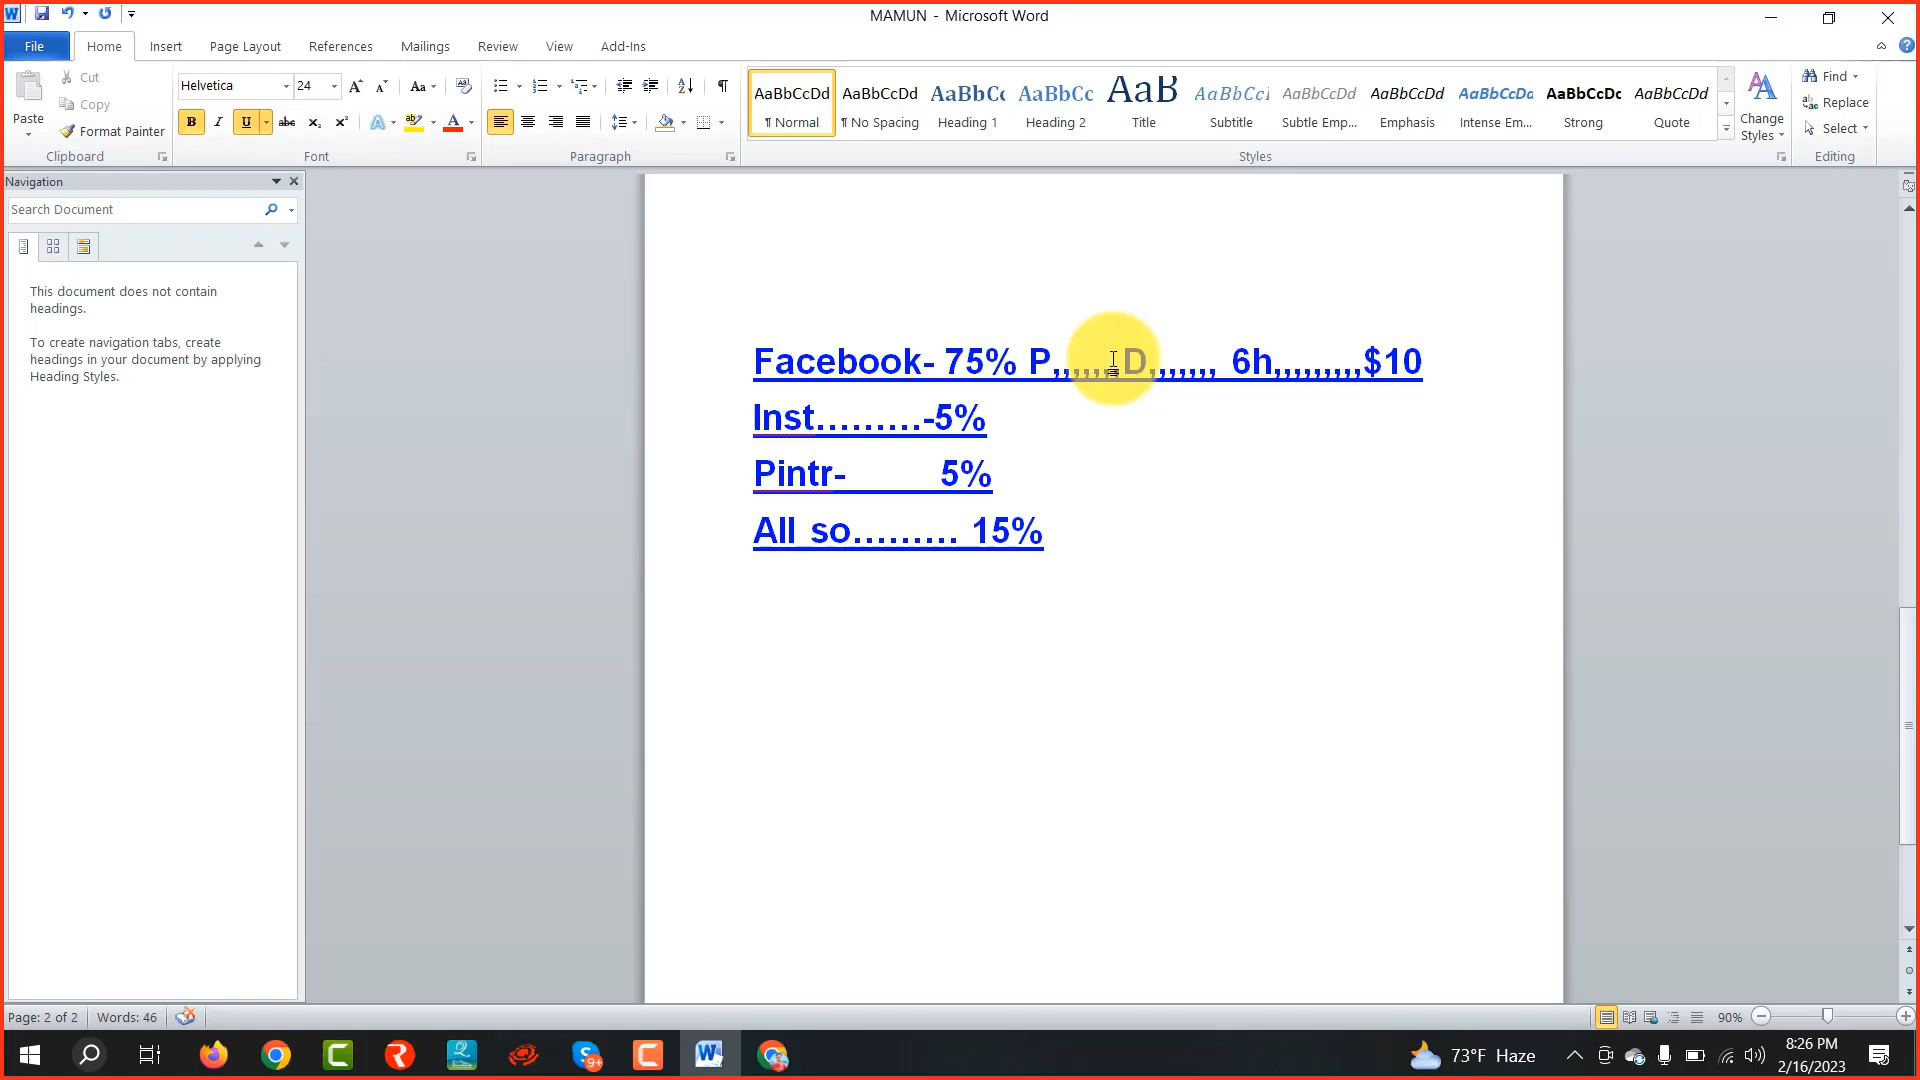 MAMUN - Microsoft Word
File Home Insert Page Layout References Mailings Review View Add-Ins
Cut
Copy
Format Painter
Paste
Clipboard
Helvetica 24
Font
Paragraph
AaBbCcDd AaBbCcDd AaBbCc AaBbCc AaB AaBbCcI AaBbCcDd AaBbCcDd AaBbCcDd AaBbCcDc AaBbCcDd
¶ Normal ¶ No Spacing Heading 1 Heading 2 Title Subtitle Subtle Emp... Emphasis Intense Em... Strong Quote
Styles
Change
Styles
Find
Replace
Select
Editing
Navigation
Search Document
This document does not contain
headings.
To create navigation tabs, create
headings in your document by applying
Heading Styles.
Facebook- 75% P,,,,,,,D,,,,,,, 6h,,,,,,,,,$10
Inst.........-5%
Pintr- 5%
All so......... 15%
Page: 2 of 2 Words: 46
90%
9+
73°F Haze
8:26 PM
2/16/2023